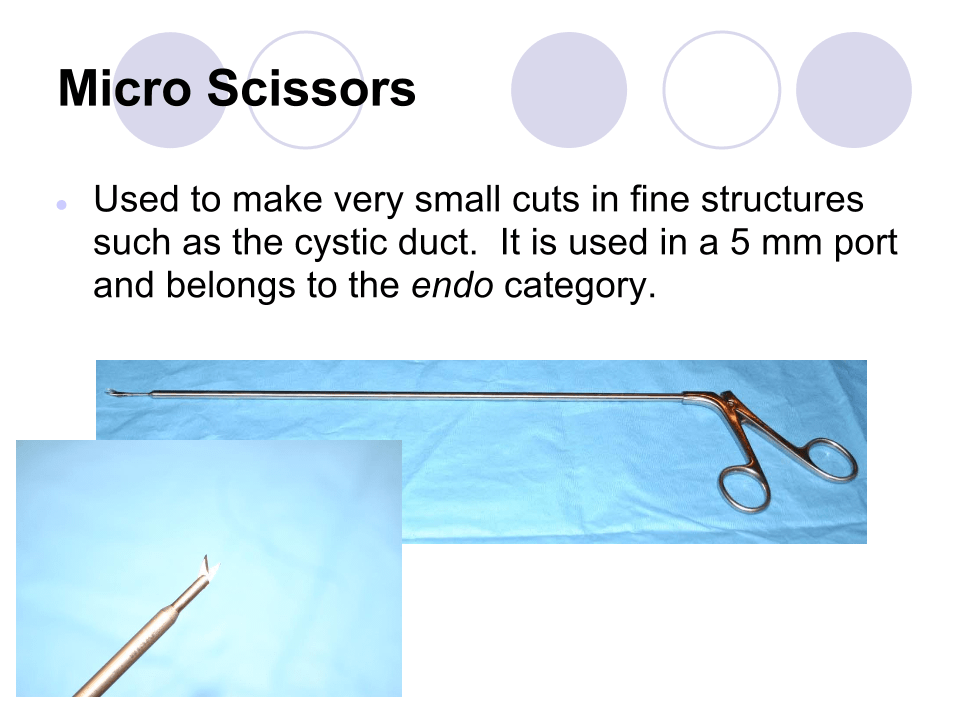 Micro Scissors
Used to make very small cuts in fine structures
such as the cystic duct.  It is used in a 5 mm port
and belongs to the endo category.